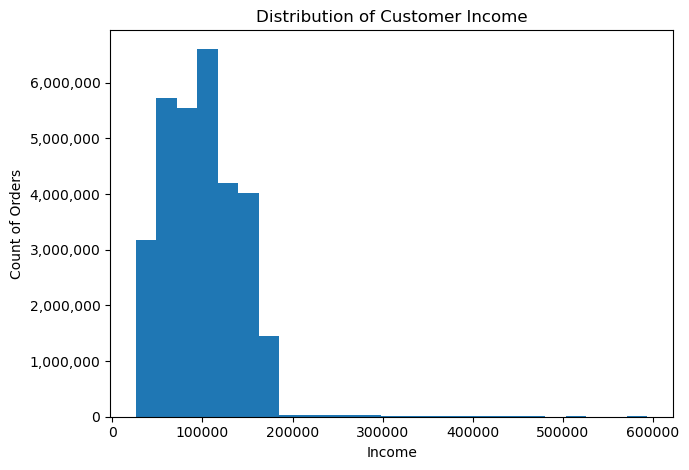 Distribution of Customer Income
6,000,000
5,000,000
4,000,000
3,000,000
2,000,000
1,000,000
0
Count of Orders
0 100000 200000 300000 400000 500000 600000
Income